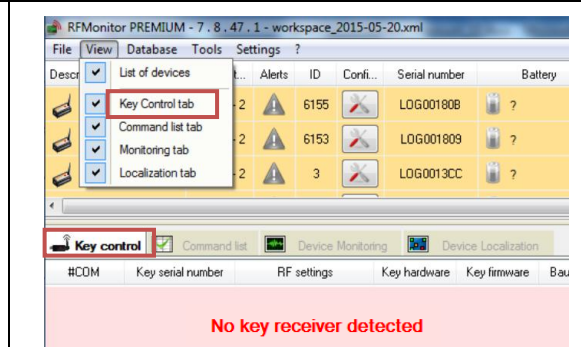 RFMonitor PREMIUM - 7 . 8 . 47 . 1 - workspace_2015-05-20.xml
File View Database Tools Settings ?
Descr t... Alerts ID Confi... Serial number Battery
List of devices
Key Control tab
- 2 6155 LOG00180B ?
Command list tab
- 2 6153 LOG001809 ?
Monitoring tab
Localization tab
- 2 3 LOG0013CC ?
Key control Command list Device Monitoring Device Localization
#COM Key serial number RF settings Key hardware Key firmware Bau
No key receiver detected